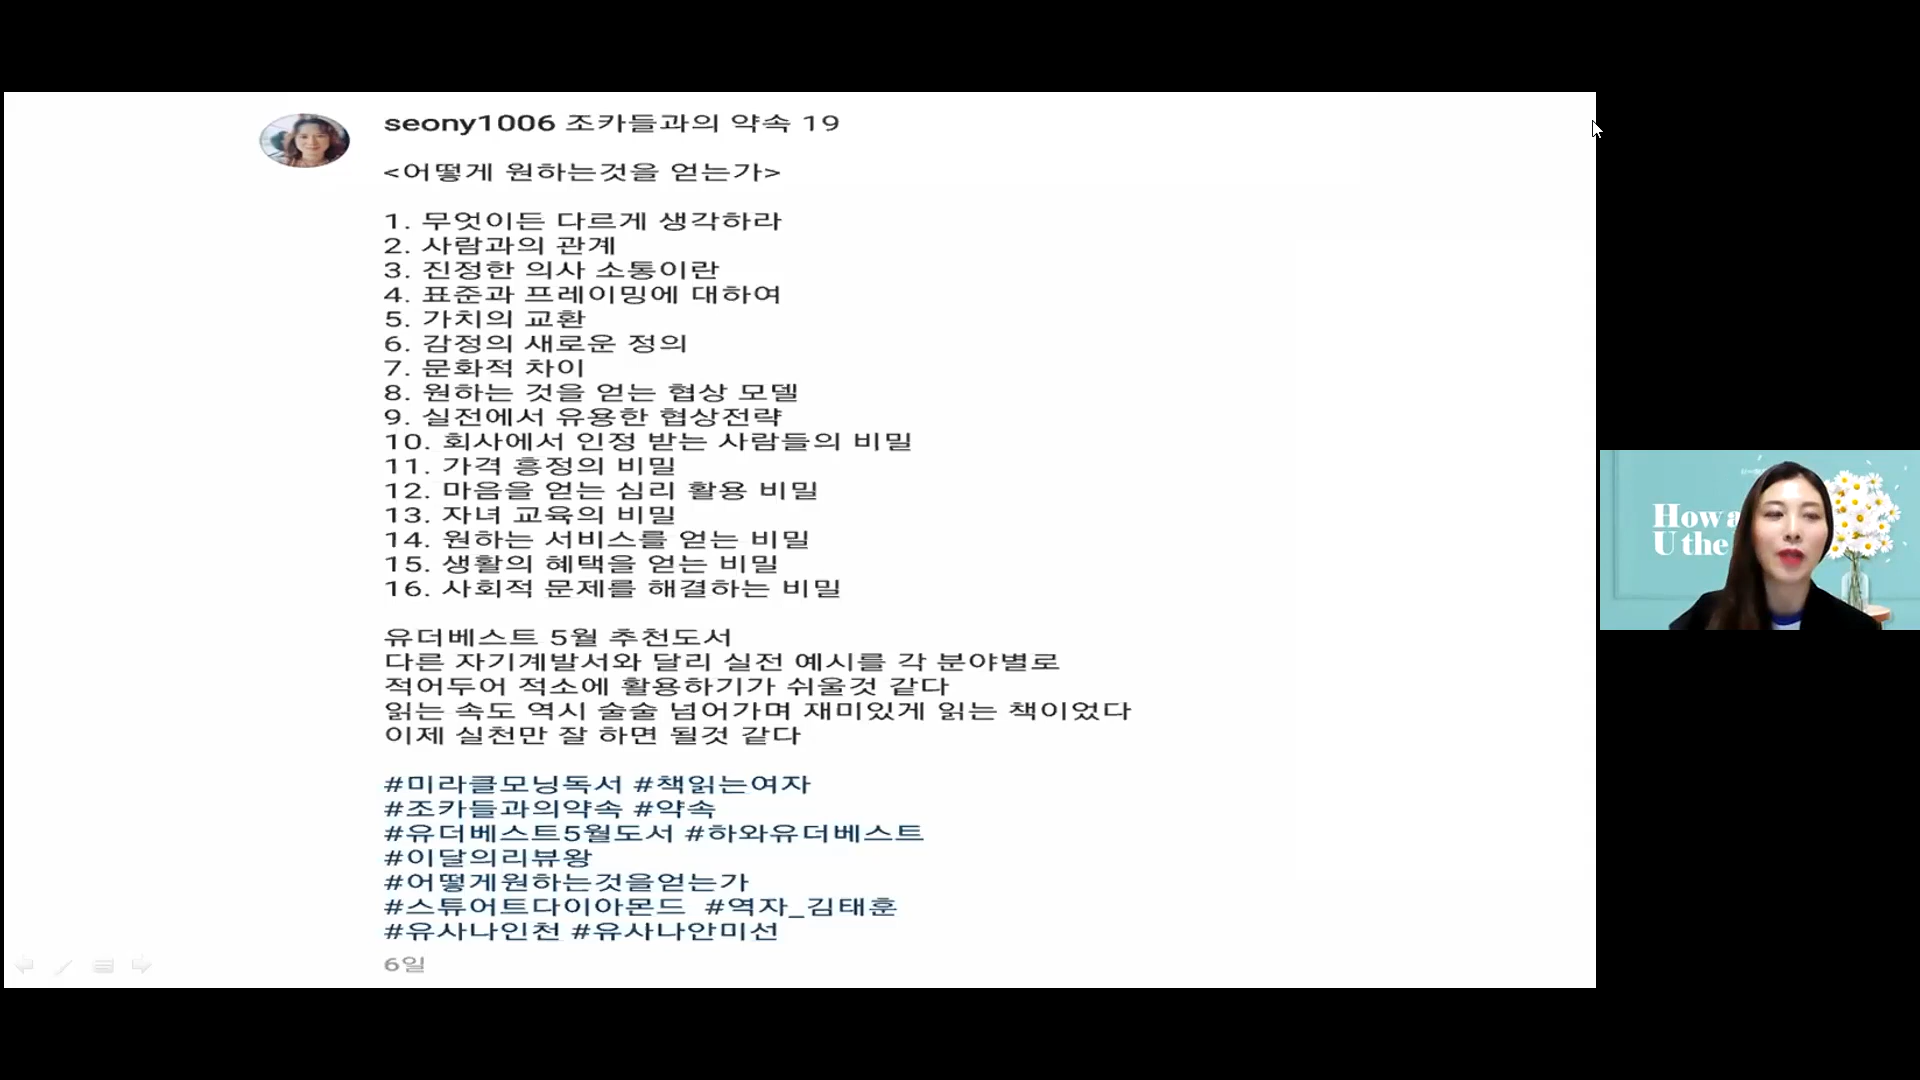 seony1006 조카들과의 약속 19
<어떻게 원하는것을 얻는가>
1. 무엇이든 다르게 생각하라
2. 사람과의 관계
3. 진정한 의사 소통이란
4. 표준과 프레이밍에 대하여
5. 가치의 교환
6. 감정의 새로운 정의
7. 문화적 차이
8. 원하는 것을 얻는 협상 모델
9. 실전에서 유용한 협상전략
10. 회사에서 인정 받는 사람들의 비밀
11. 가격 흥정의 비밀
12. 마음을 얻는 심리 활용 비밀
13. 자녀 교육의 비밀
14. 원하는 서비스를 얻는 비밀
15. 생활의 혜택을 얻는 비밀
16. 사회적 문제를 해결하는 비밀
유더베스트 5월 추천도서
다른 자기계발서와 달리 실전 예시를 각 분야별로
적어두어 적소에 활용하기가 쉬울것 같다
읽는 속도 역시 술술 넘어가며 재미있게 읽는 책이었다
이제 실천만 잘 하면 될것 같다
#미라클모닝독서 #책읽는여자
#조카들과의약속 #약속
#유더베스트5월도서 #하와유더베스트
#이달의리뷰왕
#어떻게원하는것을얻는가
#스튜어트다이아몬드 #역자_김태훈
#유사나인천 #유사나안미선
6일
How a
U the